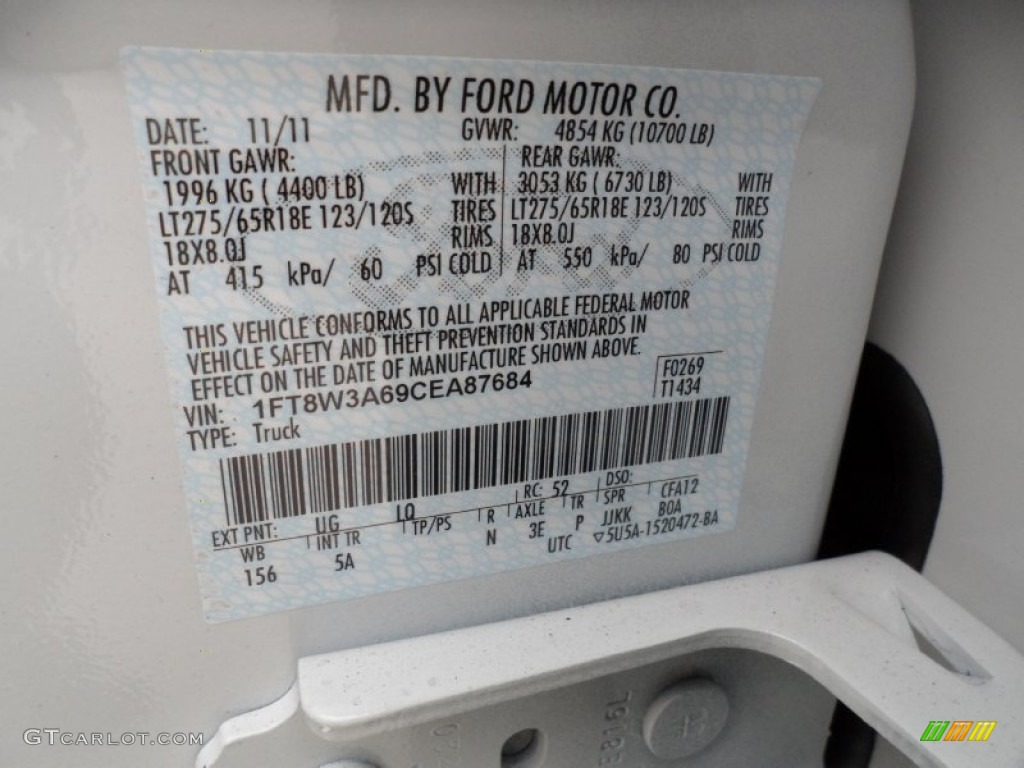 MFD. BY FORD MOTOR CO.
DATE: 11/11 GVWR: 4854 KG (10700 LB)
FRONT GAWR: REAR GAWR:
1996 KG ( 4400 LB) WITH 3053 KG ( 6730 LB) WITH
LT275/65R18E 123/120S TIRES LT275/65R18E 123/120S TIRES
18X8.0J RIMS 18X8.0J RIMS
AT 415 kPa/ 60 PSI COLD AT 550 kPa/ 80 PSI COLD
THIS VEHICLE CONFORMS TO ALL APPLICABLE FEDERAL MOTOR
VEHICLE SAFETY AND THEFT PREVENTION STANDARDS IN
EFFECT ON THE DATE OF MANUFACTURE SHOWN ABOVE.
VIN: 1FT8W3A69CEA87684 F0269
TYPE: Truck T1434
EXT PNT: UG LQ RC: 52 DSO:
WB INT TR TP/PS R AXLE TR SPR CFA12
156 5A N 3E P JJKK BOA
UTC ▽5U5A-1520472-BA
GTCARLOT.COM